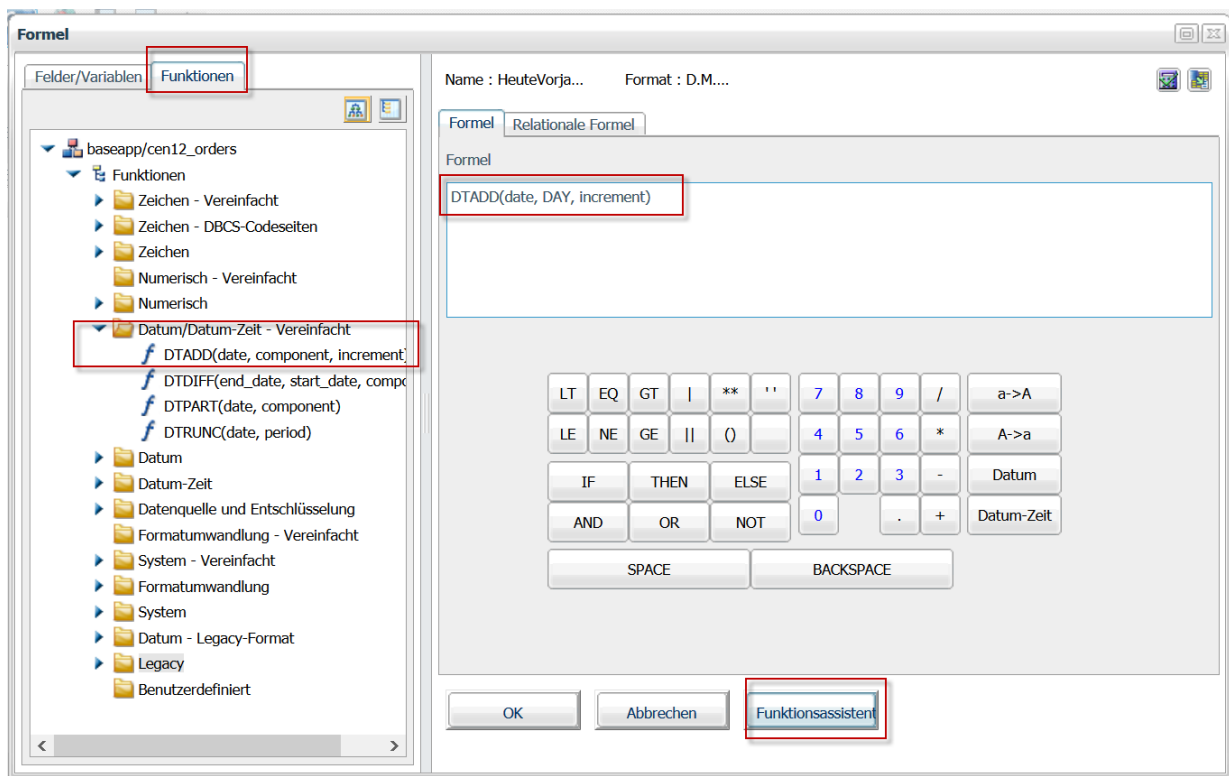 Formel
Felder/Variablen
Funktionen
baseapp/cen12_orders
Funktionen
Zeichen - Vereinfacht
Zeichen - DBCS-Codeseiten
Zeichen
Numerisch - Vereinfacht
Numerisch
Datum/Datum-Zeit - Vereinfacht
DTADD(date, component, increment)
DTDIFF(end_date, start_date, compo
DTPART(date, component)
DTRUNC(date, period)
Datum
Datum-Zeit
Datenquelle und Entschlüsselung
Formatumwandlung - Vereinfacht
System - Vereinfacht
Formatumwandlung
System
Datum - Legacy-Format
Legacy
Benutzerdefiniert
Name : HeuteVorja... Format : D.M....
Formel Relationale Formel
Formel
DTADD(date, DAY, increment)
LT EQ GT | ** ' ' 7 8 9 / a->A
LE NE GE || () 4 5 6 * A->a
IF THEN ELSE 1 2 3 - Datum
AND OR NOT 0 . + Datum-Zeit
SPACE BACKSPACE
OK Abbrechen Funktionsassistent